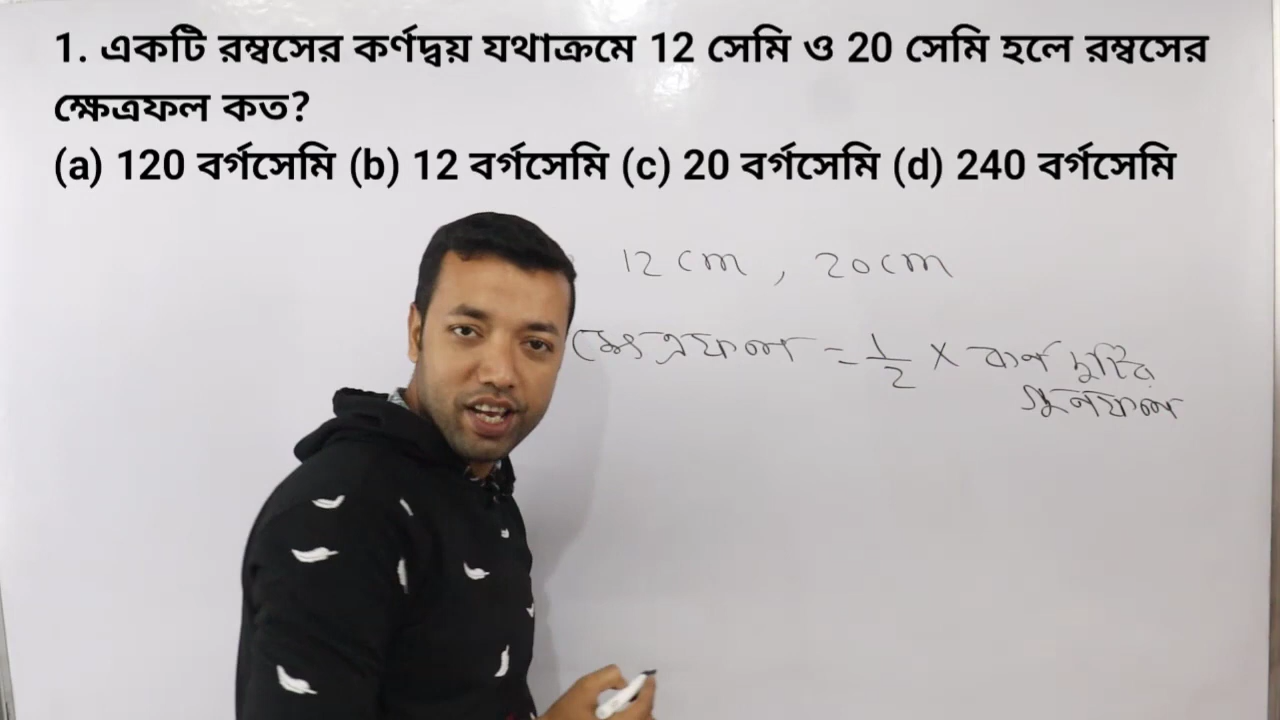 1. একটি রম্বসের কর্ণদ্বয় যথাক্রমে 12 সেমি ও 20 সেমি হলে রম্বসের
ক্ষেত্রফল কত?
(a) 120 বর্গসেমি (b) 12 বর্গসেমি (c) 20 বর্গসেমি (d) 240 বর্গসেমি
12 cm , 20 cm
ক্ষেত্রফল = 1/2 × কর্ণ দুটির
গুনফল